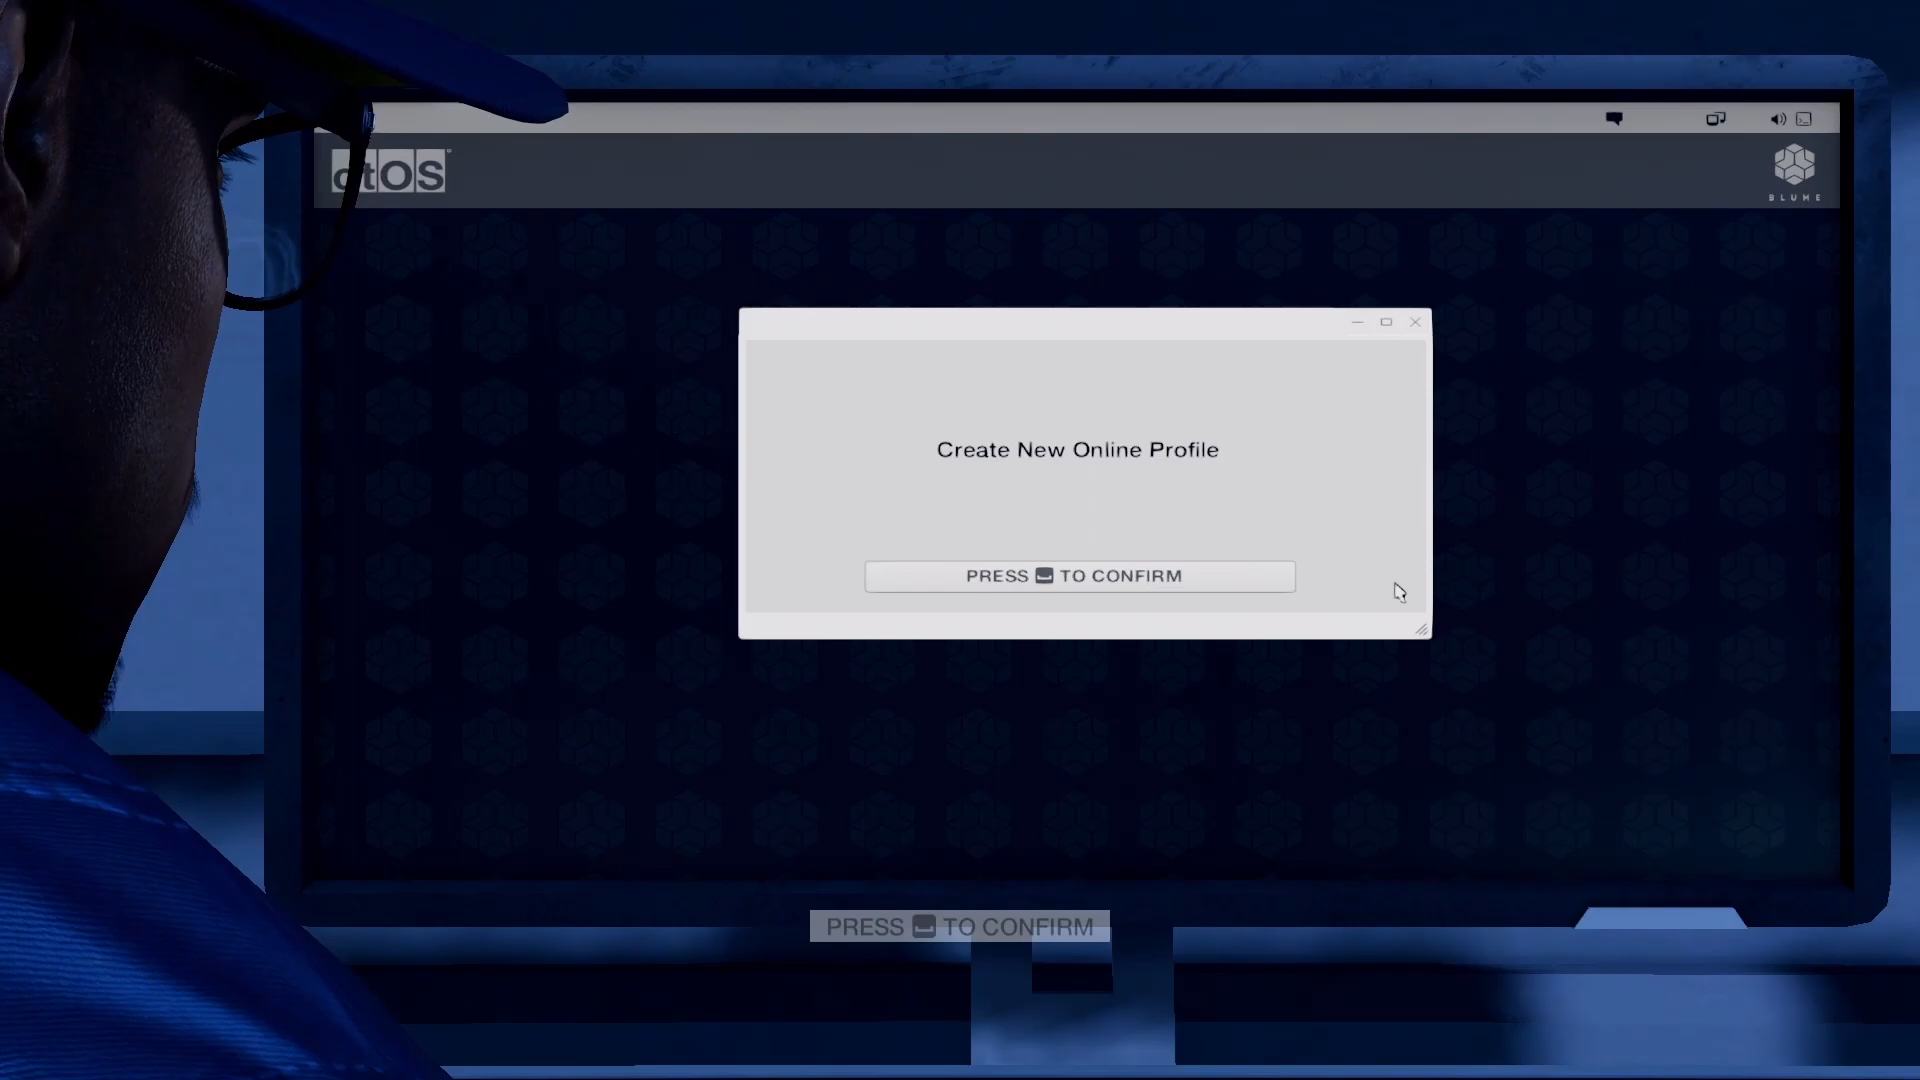 ctOS
BLUME
Create New Online Profile
PRESS TO CONFIRM
PRESS TO CONFIRM